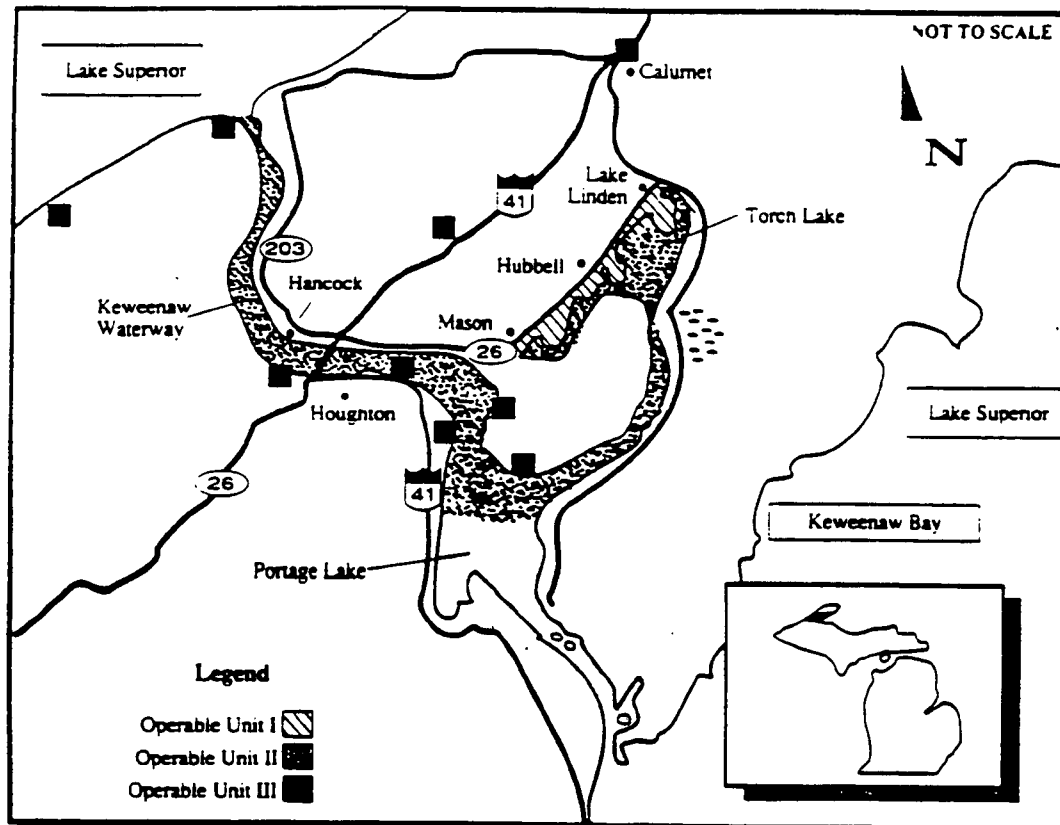 NOT TO SCALE
Lake Superior
Calumet
N
Lake
Linden
41
Torch Lake
203
Hubbell
Hancock
Keweenaw
Waterway
Mason
26
Houghton
Lake Superior
26
41
Keweenaw Bay
Portage Lake
Legend
Operable Unit I
Operable Unit II
Operable Unit III